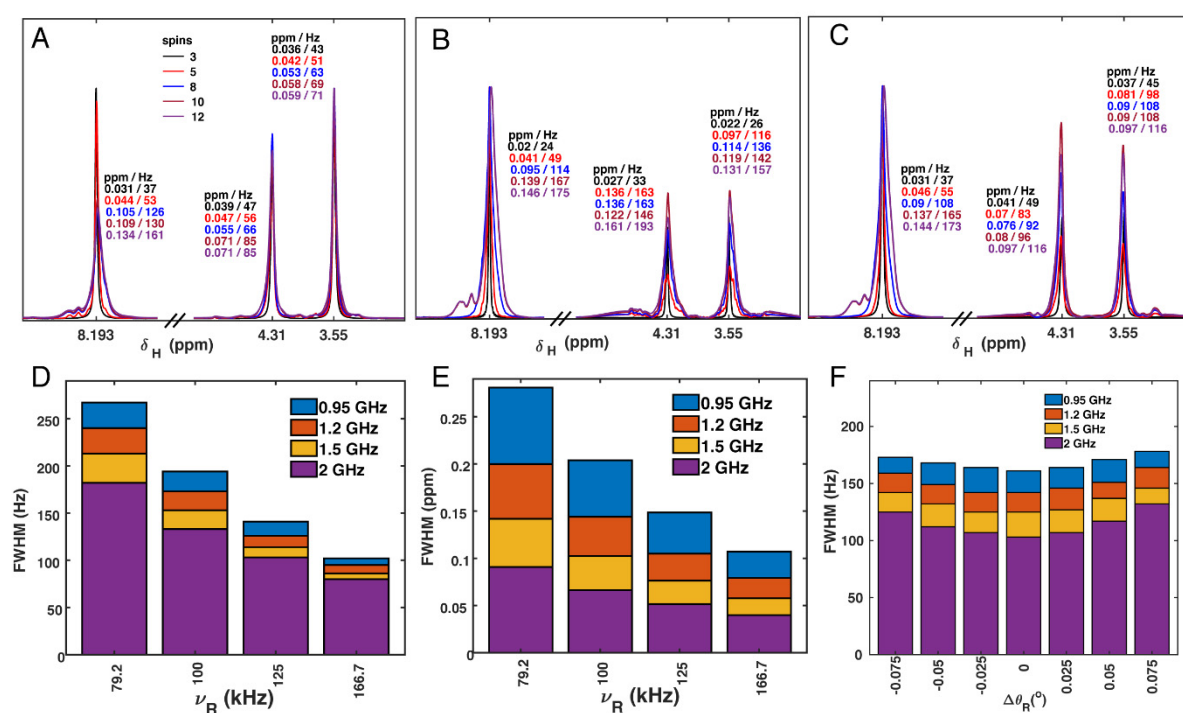 A
spins
3
5
8
10
12
ppm / Hz
0.036 / 43
0.042 / 51
0.053 / 63
0.058 / 69
0.059 / 71
ppm / Hz
0.031 / 37
0.044 / 53
0.105 / 126
0.109 / 130
0.134 / 161
ppm / Hz
0.039 / 47
0.047 / 56
0.055 / 66
0.071 / 85
0.071 / 85
8.193
4.31
3.55
δ H (ppm)
B
ppm / Hz
0.02 / 24
0.041 / 49
0.095 / 114
0.139 / 167
0.146 / 175
ppm / Hz
0.027 / 33
0.136 / 163
0.136 / 163
0.122 / 146
0.161 / 193
ppm / Hz
0.022 / 26
0.097 / 116
0.114 / 136
0.119 / 142
0.131 / 157
8.193
4.31
3.55
δ H (ppm)
C
ppm / Hz
0.037 / 45
0.081 / 98
0.09 / 108
0.09 / 108
0.097 / 116
ppm / Hz
0.031 / 37
0.046 / 55
0.09 / 108
0.137 / 165
0.144 / 173
ppm / Hz
0.041 / 49
0.07 / 83
0.076 / 92
0.08 / 96
0.097 / 116
8.193
4.31
3.55
δ H (ppm)
D
0.95 GHz
1.2 GHz
1.5 GHz
2 GHz
FWHM (Hz)
250
200
150
100
50
0
79.2
100
125
166.7
ν R (kHz)
E
0.95 GHz
1.2 GHz
1.5 GHz
2 GHz
FWHM (ppm)
0.25
0.2
0.15
0.1
0.05
0
79.2
100
125
166.7
ν R (kHz)
F
0.95 GHz
1.2 GHz
1.5 GHz
2 GHz
FWHM (Hz)
200
150
100
50
0
-0.075
-0.05
-0.025
0
0.025
0.05
0.075
Δθ R (°)